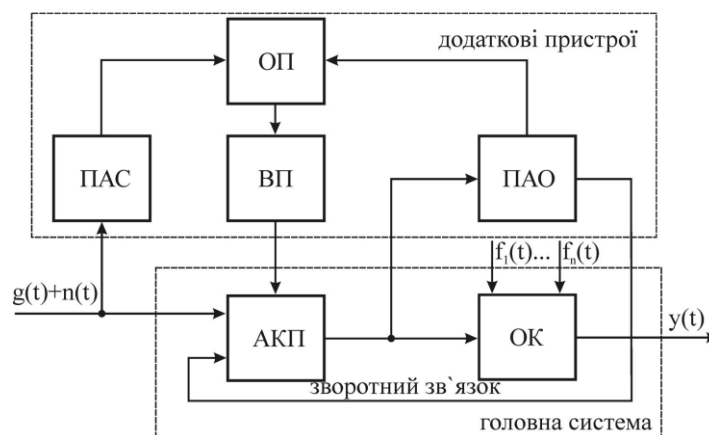 додаткові пристрої
ОП
ПАС
ВП
ПАО
f₁(t)... fₙ(t)
g(t)+n(t)
y(t)
АКП
ОК
зворотний зв`язок
головна система